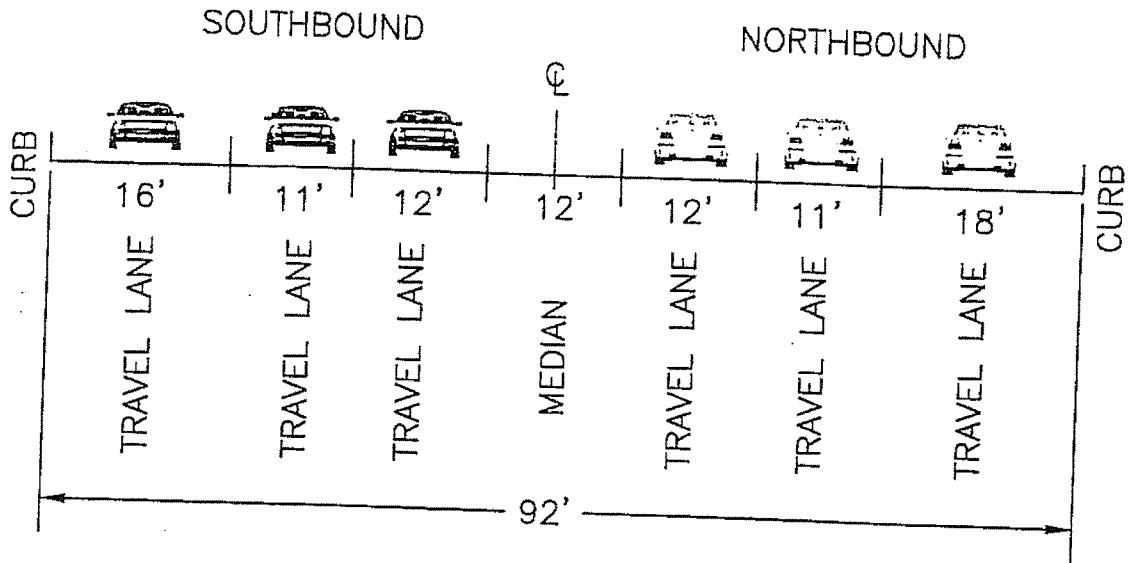 SOUTHBOUND
NORTHBOUND
℄
CURB
16'
11'
12'
12'
12'
11'
18'
CURB
TRAVEL LANE
TRAVEL LANE
TRAVEL LANE
MEDIAN
TRAVEL LANE
TRAVEL LANE
TRAVEL LANE
92'